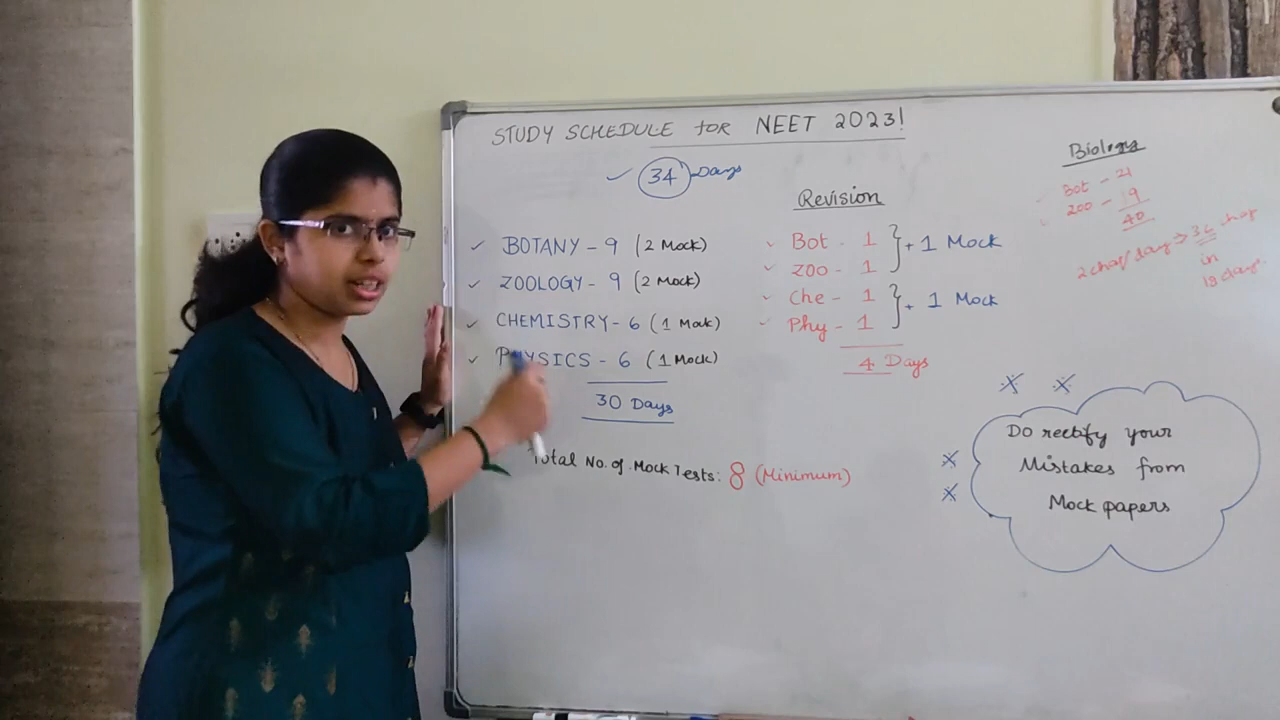 STUDY SCHEDULE for NEET 2023!
✓ 34 Days
✓ BOTANY - 9 (2 Mock)
✓ ZOOLOGY - 9 (2 Mock)
✓ CHEMISTRY - 6 (1 Mock)
✓ PHYSICS - 6 (1 Mock)
30 Days
Total No. of Mock Tests: 8 (Minimum)
Revision
✓ Bot - 1
✓ Zoo - 1 } + 1 Mock
✓ Che - 1
✓ Phy - 1 } + 1 Mock
4 Days
Biology
Bot - 21
Zoo - 19
40
2 chap/day → 36 chap
in
18 days.
Do rectify your
Mistakes from
Mock papers